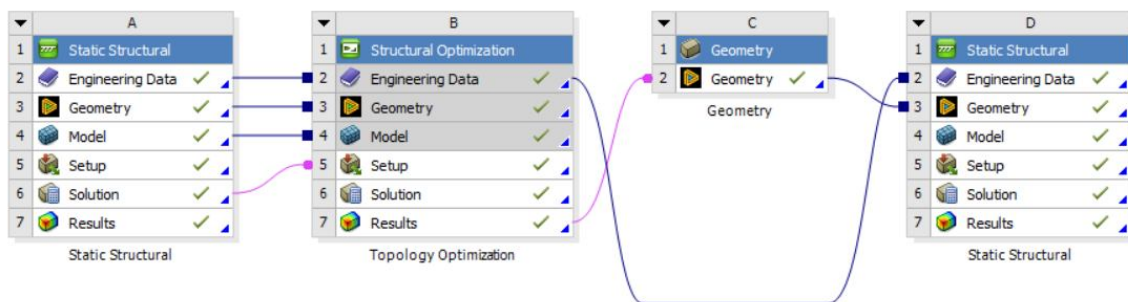 A
1 Static Structural
2 Engineering Data
3 Geometry
4 Model
5 Setup
6 Solution
7 Results
Static Structural
B
1 Structural Optimization
2 Engineering Data
3 Geometry
4 Model
5 Setup
6 Solution
7 Results
Topology Optimization
C
1 Geometry
2 Geometry
Geometry
D
1 Static Structural
2 Engineering Data
3 Geometry
4 Model
5 Setup
6 Solution
7 Results
Static Structural